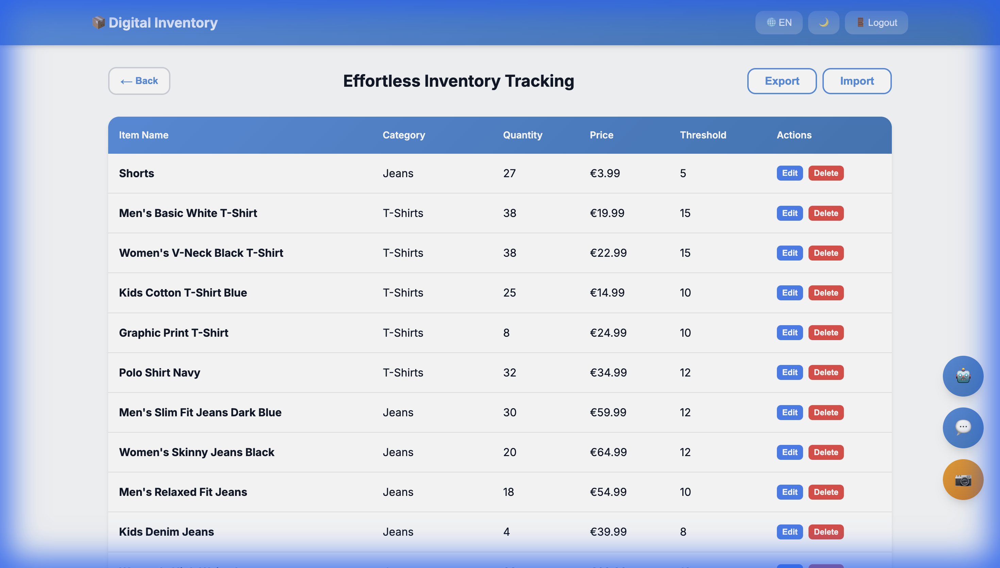 Digital Inventory
EN
Logout
← Back
Effortless Inventory Tracking
Export
Import
Item Name Category Quantity Price Threshold Actions
Shorts Jeans 27 €3.99 5 Edit Delete
Men's Basic White T-Shirt T-Shirts 38 €19.99 15 Edit Delete
Women's V-Neck Black T-Shirt T-Shirts 38 €22.99 15 Edit Delete
Kids Cotton T-Shirt Blue T-Shirts 25 €14.99 10 Edit Delete
Graphic Print T-Shirt T-Shirts 8 €24.99 10 Edit Delete
Polo Shirt Navy T-Shirts 32 €34.99 12 Edit Delete
Men's Slim Fit Jeans Dark Blue Jeans 30 €59.99 12 Edit Delete
Women's Skinny Jeans Black Jeans 20 €64.99 12 Edit Delete
Men's Relaxed Fit Jeans Jeans 18 €54.99 10 Edit Delete
Kids Denim Jeans Jeans 4 €39.99 8 Edit Delete